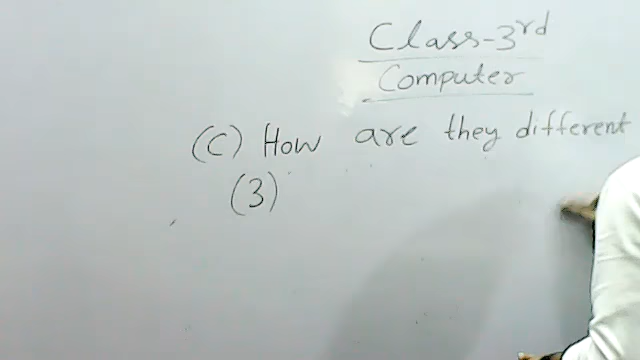 Class-3rd
Computer
(C) How are they different
(3)